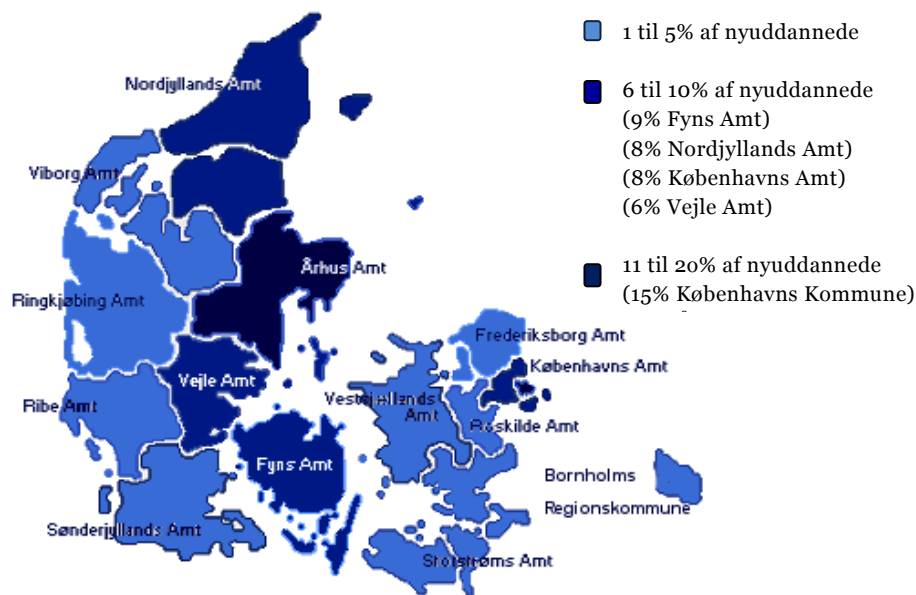 1 til 5% af nyuddannede
6 til 10% af nyuddannede
(9% Fyns Amt)
(8% Nordjyllands Amt)
(8% Københavns Amt)
(6% Vejle Amt)
11 til 20% af nyuddannede
(15% Københavns Kommune)
Nordjyllands Amt
Viborg Amt
Århus Amt
Ringkjøbing Amt
Frederiksborg Amt
Københavns Amt
Vejle Amt
Vestsjællands
Amt
Ribe Amt
Roskilde Amt
Fyns Amt
Bornholms
Regionskommune
Sønderjyllands Amt
Storstrøms Amt